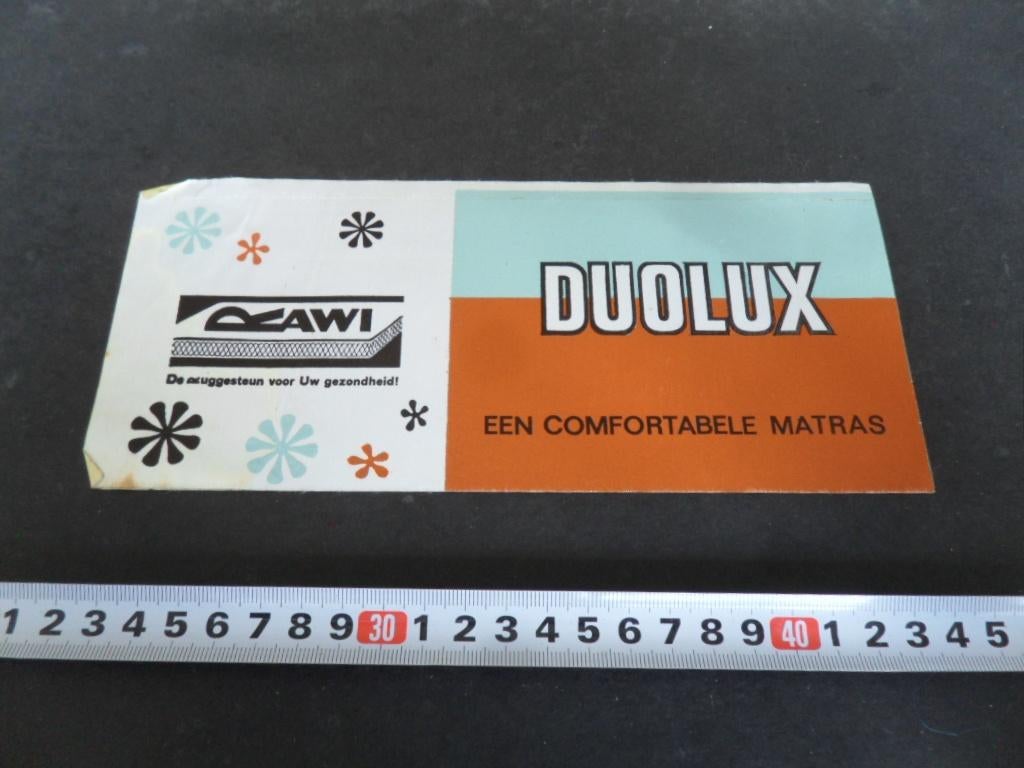 RAWI
De Ruggesteun voor Uw gezondheid!
DUOLUX
EEN COMFORTABELE MATRAS
1 2 3 4 5 6 7 8 9 30 1 2 3 4 5 6 7 8 9 40 1 2 3 4 5